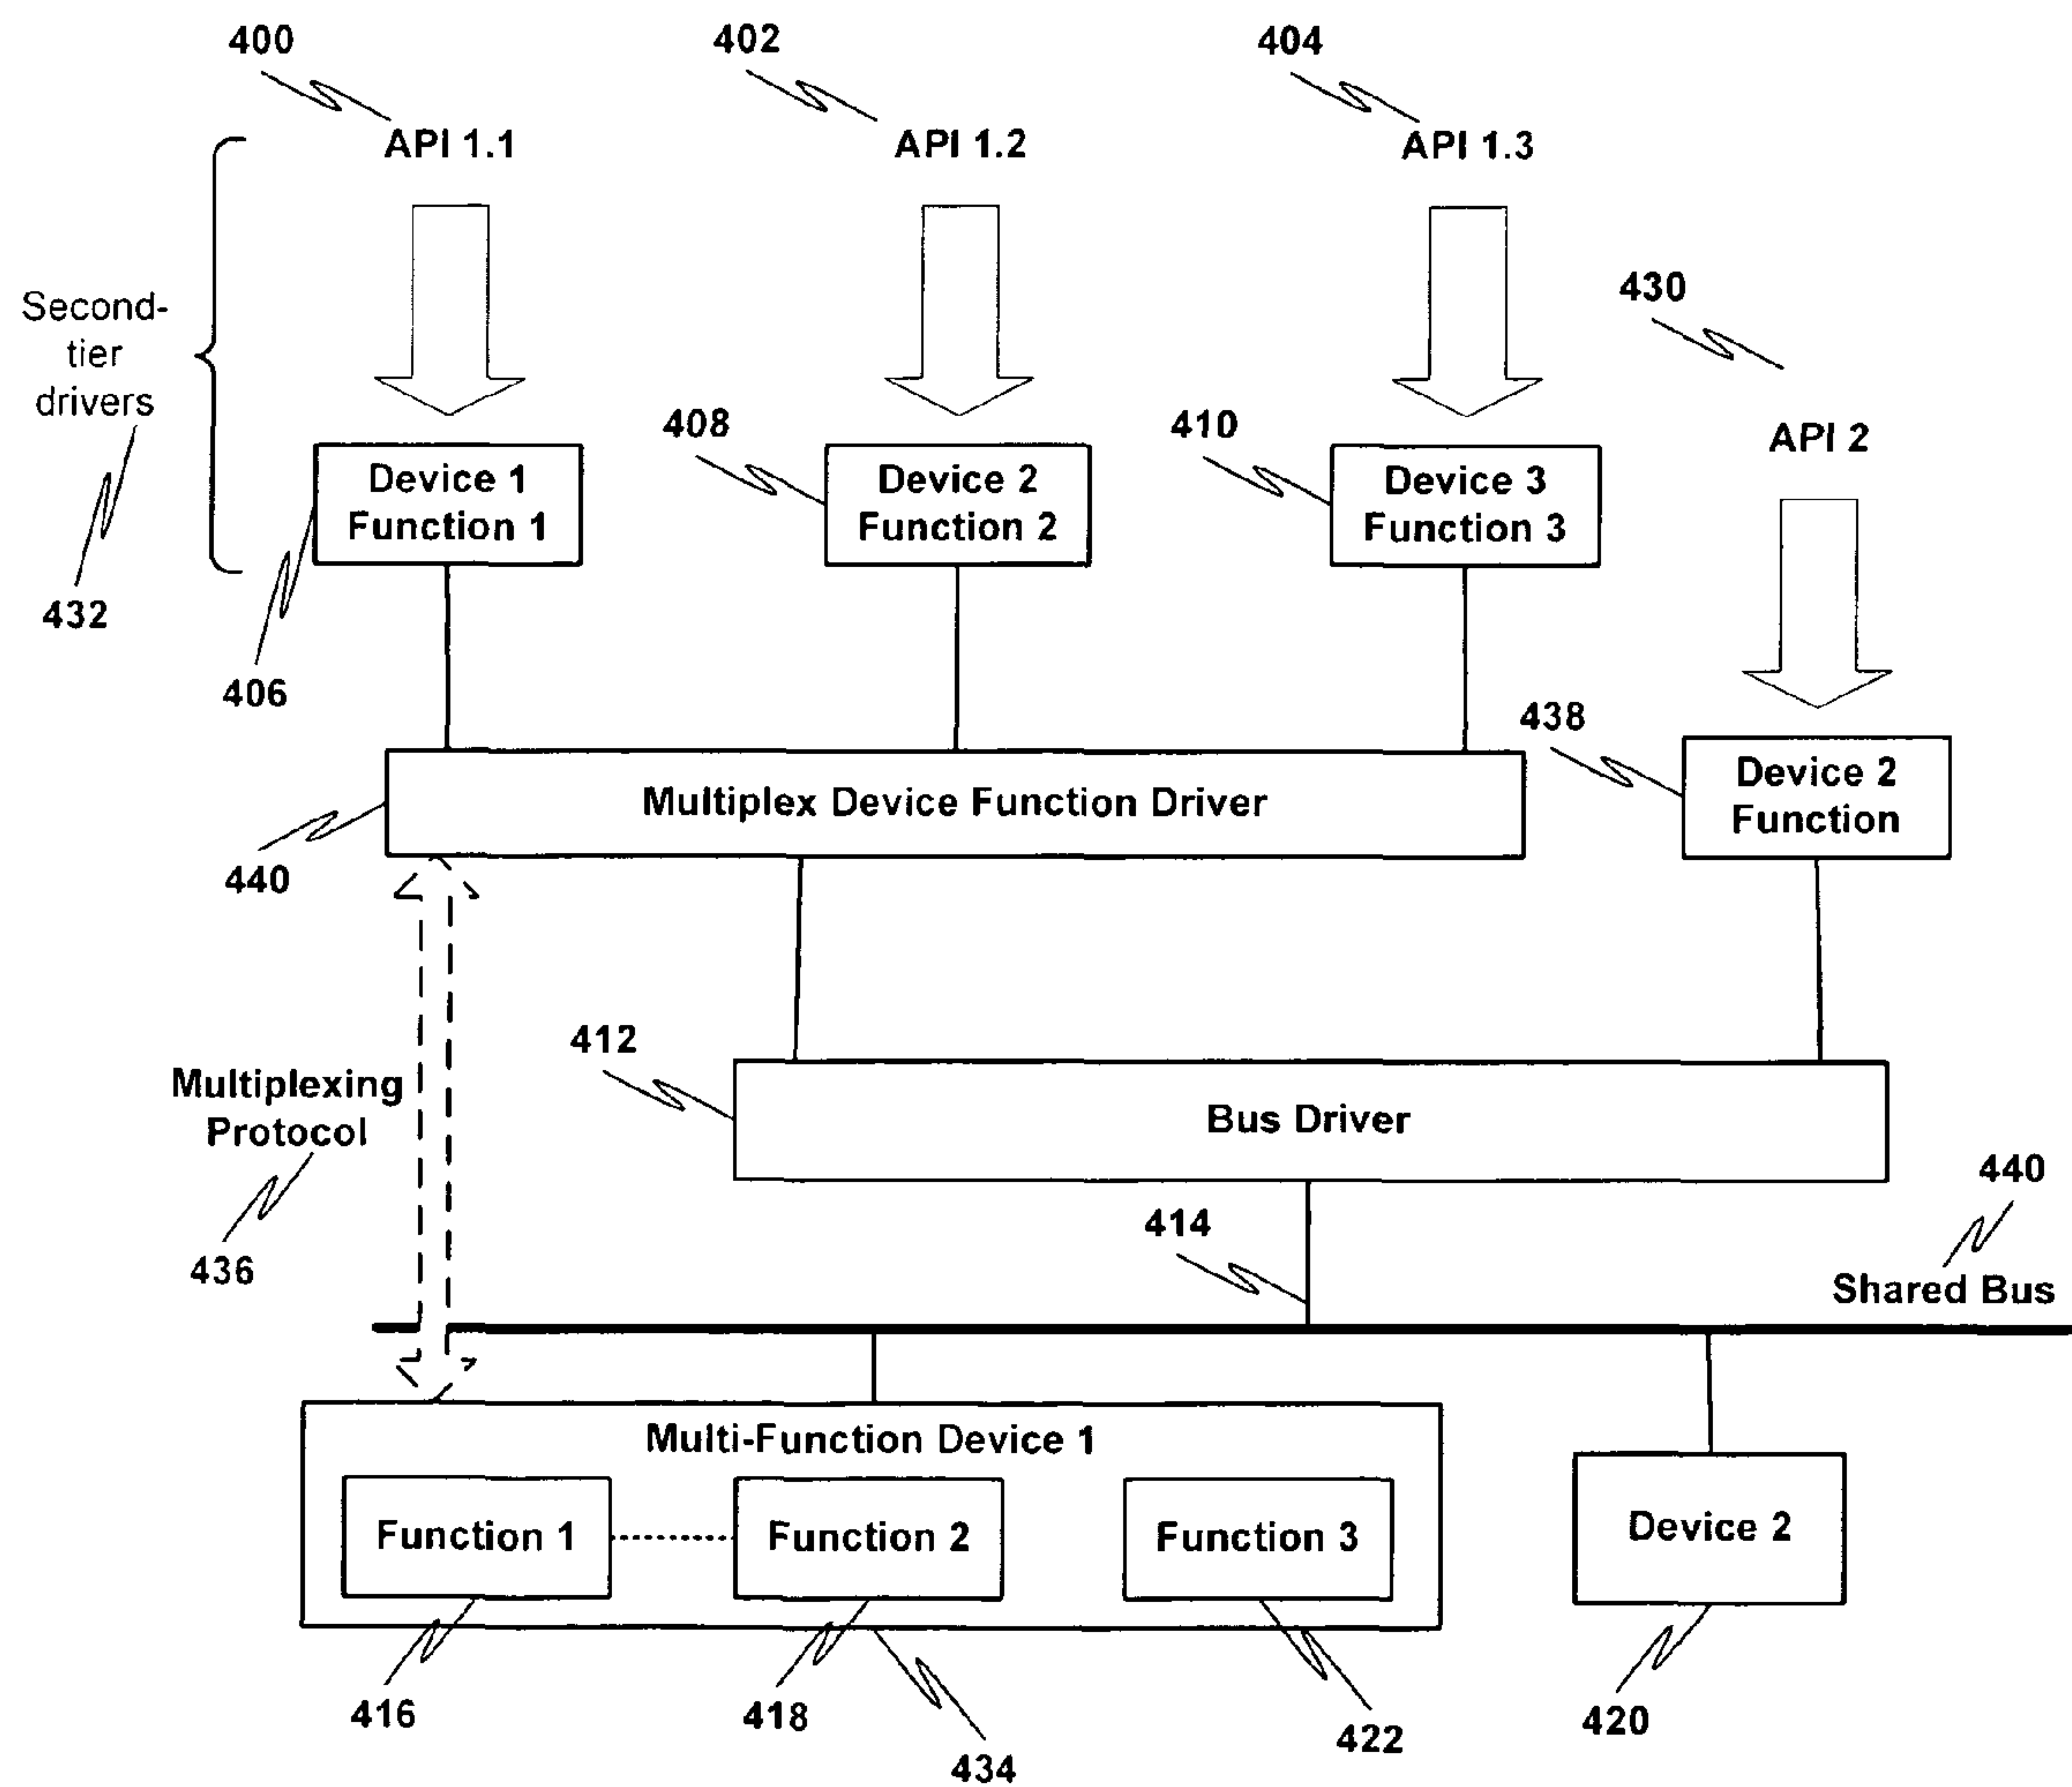 400
402
404
API 1.1
API 1.2
API 1.3
430
Second-
tier
drivers
408
410
API 2
Device 1
Function 1
Device 2
Function 2
Device 3
Function 3
432
406
438
Multiplex Device Function Driver
Device 2
Function
440
412
Multiplexing
Protocol
Bus Driver
440
414
436
Shared Bus
Multi-Function Device 1
Function 1
Function 2
Function 3
Device 2
416
418
422
420
434